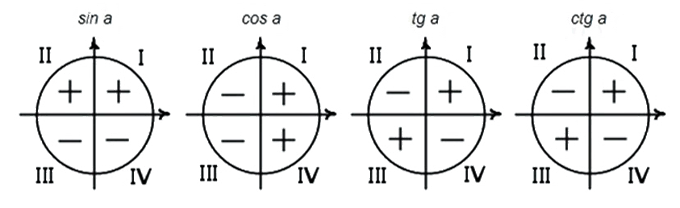 sin a cos a tg a ctg a
II I II I II I II I
+ + − + − + − +
− − − + + − + −
III IV III IV III IV III IV